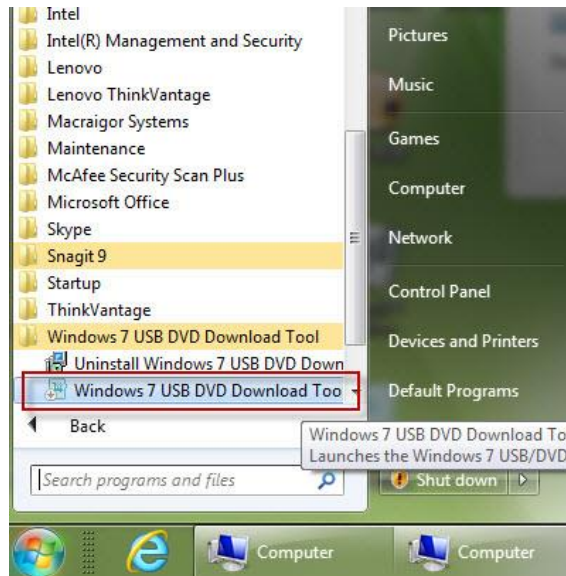 Intel
Intel(R) Management and Security
Lenovo
Lenovo ThinkVantage
Macraigor Systems
Maintenance
McAfee Security Scan Plus
Microsoft Office
Skype
Snagit 9
Startup
ThinkVantage
Windows 7 USB DVD Download Tool
Uninstall Windows 7 USB DVD Down
Windows 7 USB DVD Download Too
Back
Search programs and files
Pictures
Music
Games
Computer
Network
Control Panel
Devices and Printers
Default Programs
Windows 7 USB DVD Download To
Launches the Windows 7 USB/DVD
Shut down
Computer
Computer